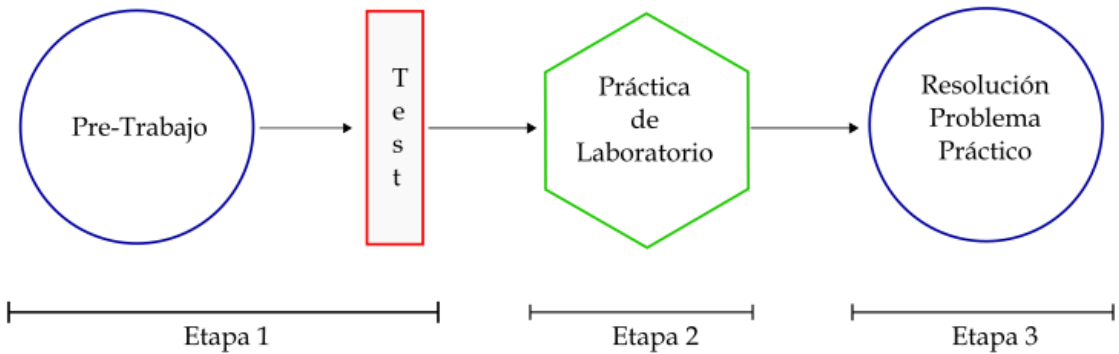 Pre-Trabajo
T
e
s
t
Práctica
de
Laboratorio
Resolución
Problema
Práctico
Etapa 1
Etapa 2
Etapa 3